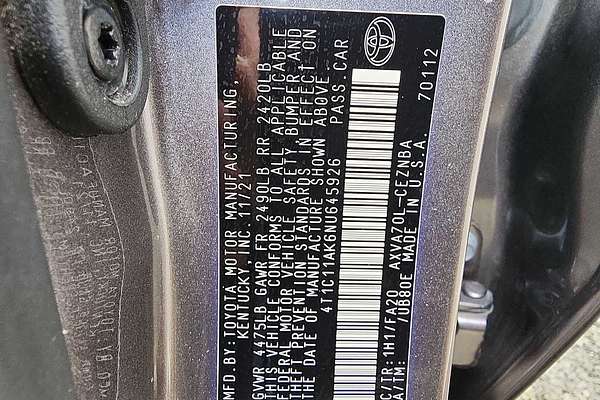 MFD.BY:TOYOTA MOTOR MANUFACTURING,
KENTUCKY, INC. 11/21
GVWR 4475LB GAWR FR 2490LB RR 2420LB
THIS VEHICLE CONFORMS TO ALL APPLICABLE
FEDERAL MOTOR VEHICLE SAFETY, BUMPER, AND
THEFT PREVENTION STANDARDS IN EFFECT ON
THE DATE OF MANUFACTURE SHOWN ABOVE
4T1C11AK6NU645926 PASS.CAR
C/TR:1H1/FA20 AXVA70L-CEZNBA
A/TM: /OB80E MADE IN U.S.A. 70112